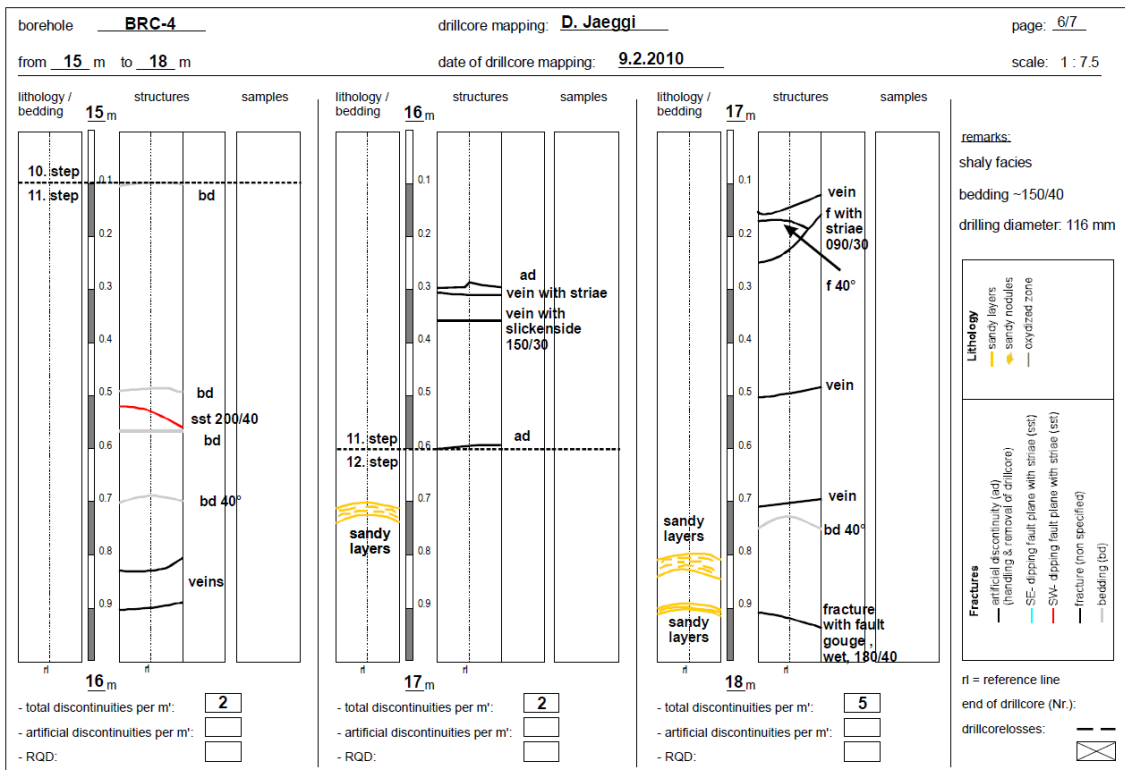 borehole BRC-4 drillcore mapping: D. Jaeggi page: 6/7
from 15 m to 18 m date of drillcore mapping: 9.2.2010 scale: 1 : 7.5
lithology / bedding 15 m structures samples
10. step
11. step
0.1
0.2
0.3
0.4
0.5
0.6
0.7
0.8
0.9
bd
bd
sst 200/40
bd
bd 40°
veins
rl rl
16 m
- total discontinuities per m': 2
- artificial discontinuities per m':
- RQD:
lithology / bedding 16 m structures samples
0.1
0.2
0.3
0.4
0.5
0.6
0.7
0.8
0.9
ad
vein with striae
vein with
slickenside
150/30
11. step
12. step
ad
sandy
layers
rl rl
17 m
- total discontinuities per m': 2
- artificial discontinuities per m':
- RQD:
lithology / bedding 17 m structures samples
0.1
0.2
0.3
0.4
0.5
0.6
0.7
0.8
0.9
vein
f with
striae
090/30
f 40°
vein
vein
bd 40°
sandy
layers
sandy
layers
fracture
with fault
gouge ,
wet, 180/40
rl rl
18 m
- total discontinuities per m': 5
- artificial discontinuities per m':
- RQD:
remarks:
shaly facies
bedding ~150/40
drilling diameter: 116 mm
Lithology
sandy layers
sandy nodules
oxydized zone
Fractures
artificial discontinuity (ad)
(handling & removal of drillcore)
SE- dipping fault plane with striae (sst)
SW- dipping fault plane with striae (sst)
fracture (non specified)
bedding (bd)
rl = reference line
end of drillcore (Nr.):
drillcorelosses: